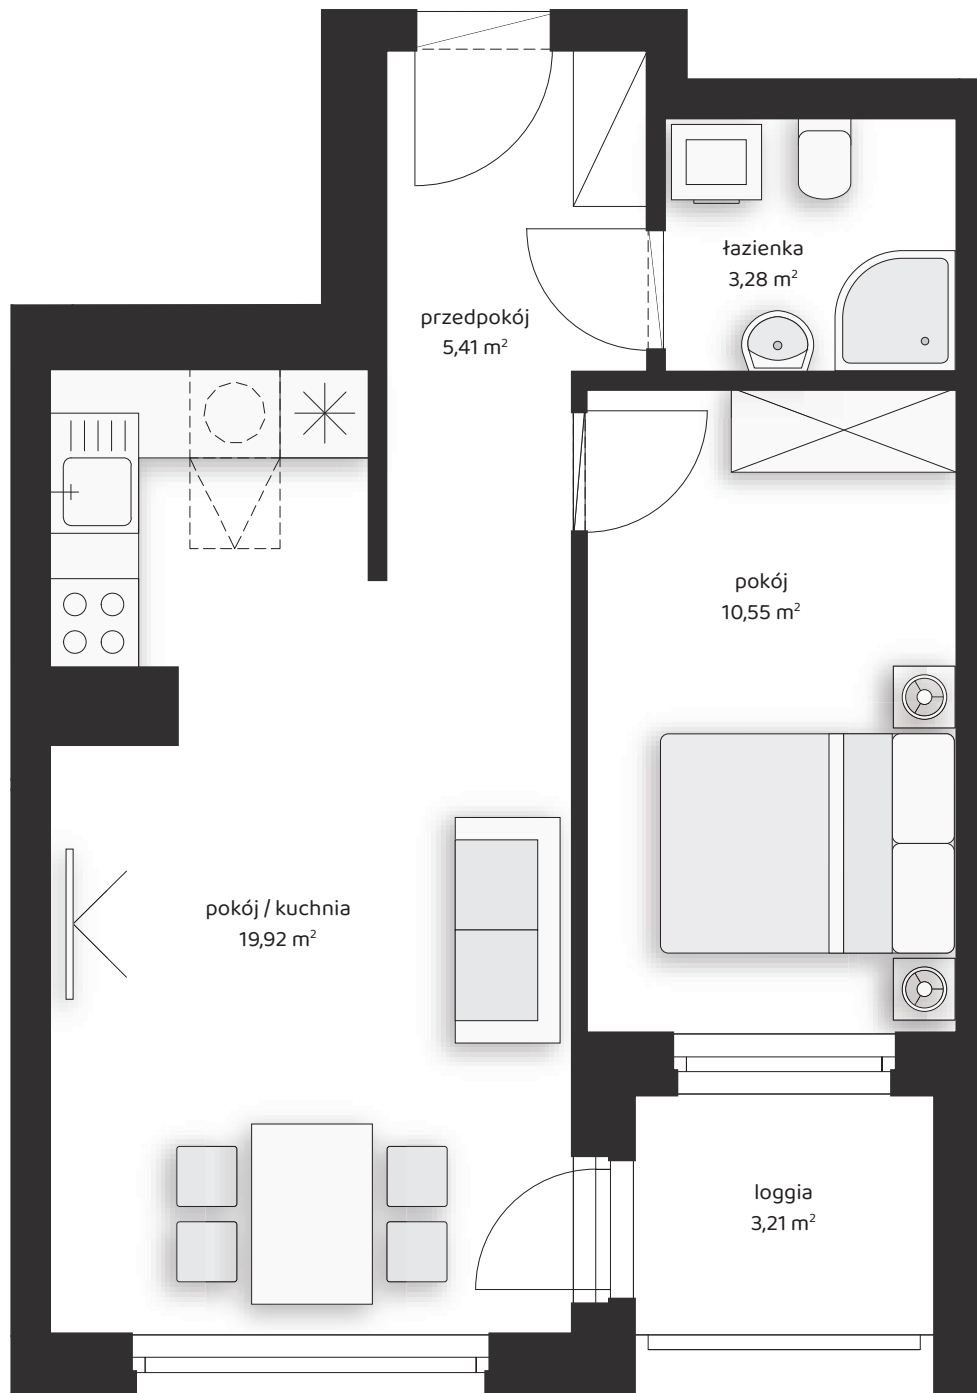 łazienka
3,28 m²
przedpokój
5,41 m²
pokój
10,55 m²
pokój / kuchnia
19,92 m²
loggia
3,21 m²